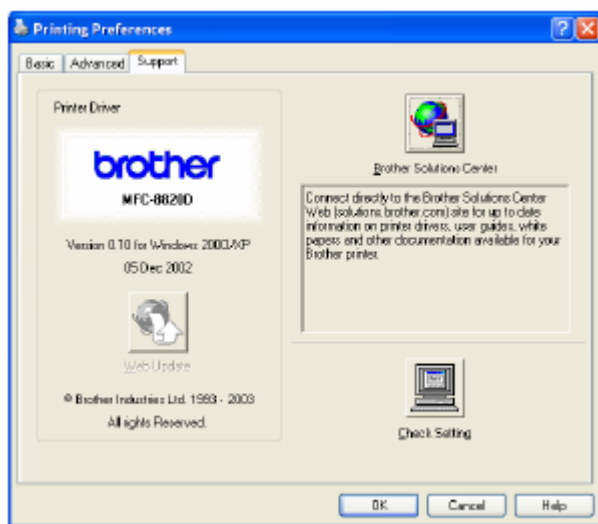 Printing Preferences
Basic
Advanced
Support
Printer Driver
brother
MFC-8820D
Version 0.10 for Windows 2000/XP
05 Dec 2002
Web Update
© Brother Industries Ltd. 1993 - 2003
All rights Reserved.
Brother Solutions Center
Connect directly to the Brother Solutions Center
Web (solutions.brother.com) site for up to date
information on printer drivers, user guides, white
papers and other documentation available for your
Brother printer.
Check Setting
OK
Cancel
Help